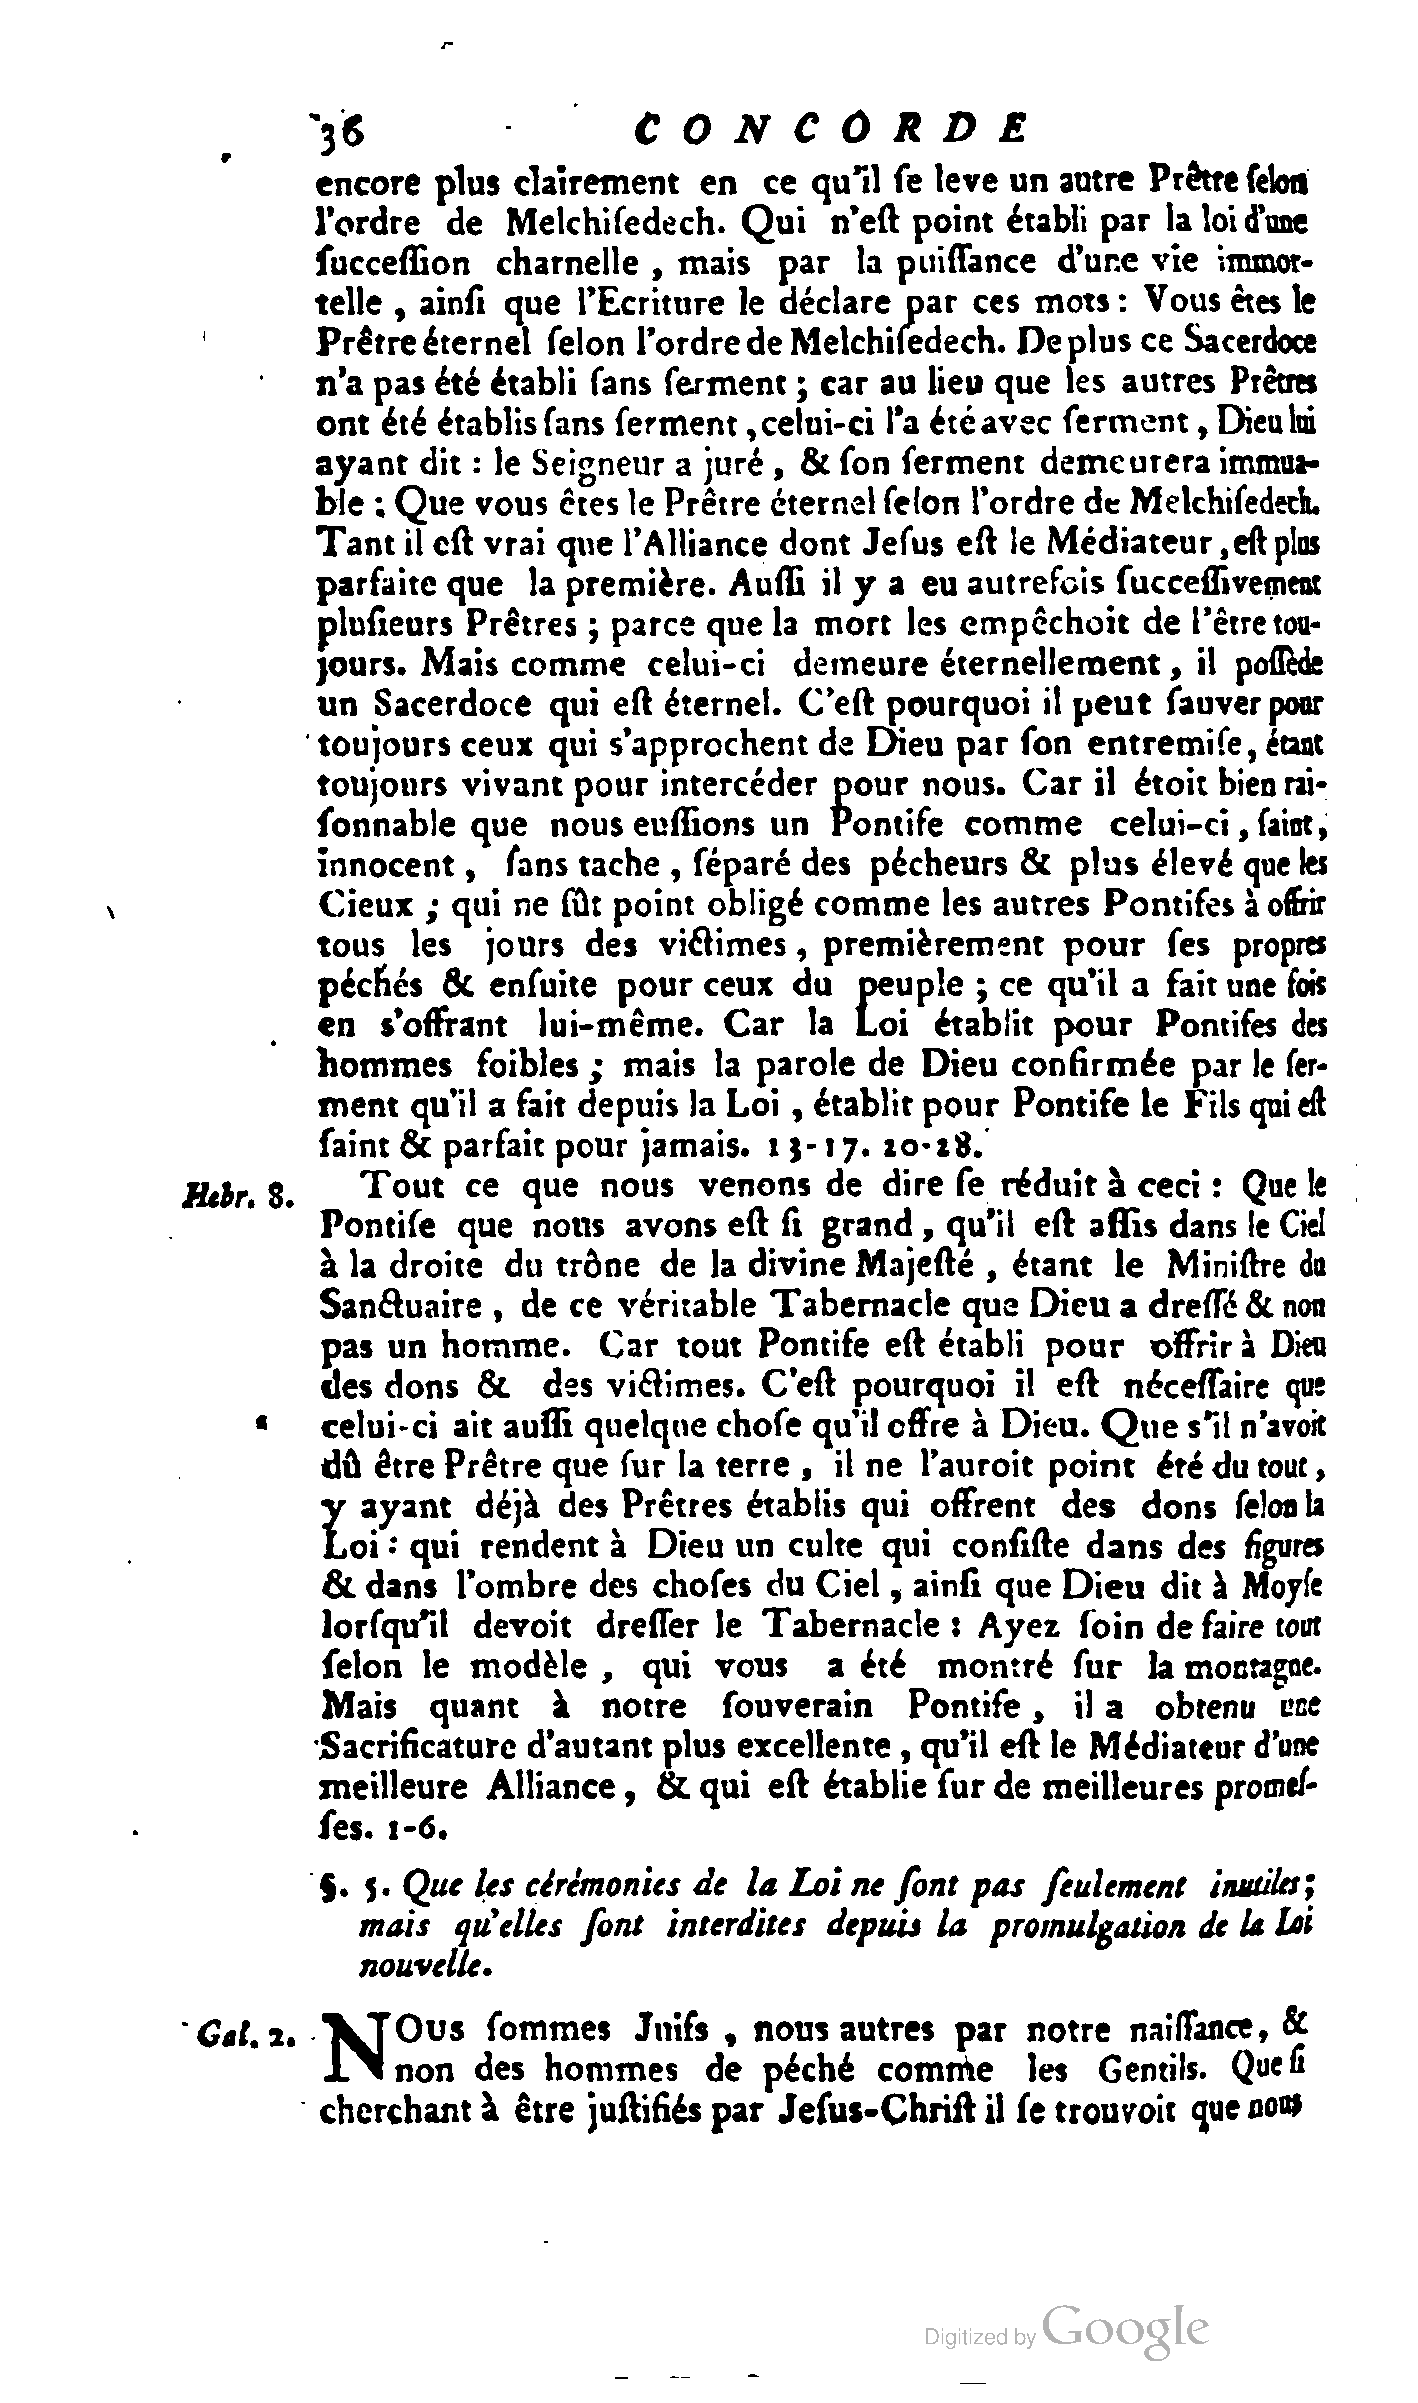 36 CONCORDE
encore plus clairement en ce qu'il ſe leve un autre Prêtre ſelon
l'ordre de Melchiſedech. Qui n'eſt point établi par la loi d'une
ſucceſſion charnelle , mais par la puiſſance d'une vie immor-
telle , ainſi que l'Ecriture le déclare par ces mots : Vous êtes le
Prêtre éternel ſelon l'ordre de Melchiſedech. De plus ce Sacerdoce
n'a pas été établi ſans ſerment ; car au lieu que les autres Prêtres
ont été établis ſans ſerment , celui-ci l'a été avec ſerment , Dieu lui
ayant dit : le Seigneur a juré , & ſon ſerment demeurera immua-
ble : Que vous êtes le Prêtre éternel ſelon l'ordre de Melchiſedech.
Tant il eſt vrai que l'Alliance dont Jeſus eſt le Médiateur , eſt plus
parfaite que la première. Auſſi il y a eu autrefois ſucceſſivement
pluſieurs Prêtres ; parce que la mort les empêchoit de l'être tou-
jours. Mais comme celui-ci demeure éternellement , il poſſède
un Sacerdoce qui eſt éternel. C'eſt pourquoi il peut ſauver pour
toujours ceux qui s'approchent de Dieu par ſon entremiſe, étant
toujours vivant pour intercéder pour nous. Car il étoit bien rai-
ſonnable que nous euſſions un Pontife comme celui-ci , ſaint,
innocent , ſans tache , ſéparé des pécheurs & plus élevé que les
Cieux ; qui ne fût point obligé comme les autres Pontifes à offrir
tous les jours des victimes , premièrement pour ſes propres
péchés & enſuite pour ceux du peuple ; ce qu'il a fait une fois
en s'offrant lui-même. Car la Loi établit pour Pontifes des
hommes foibles ; mais la parole de Dieu confirmée par le ſer-
ment qu'il a fait depuis la Loi , établit pour Pontife le Fils qui eſt
ſaint & parfait pour jamais. 13-17. 20-28.
Hebr. 8. Tout ce que nous venons de dire ſe réduit à ceci : Que le
Pontife que nous avons eſt ſi grand , qu'il eſt aſſis dans le Ciel
à la droite du trône de la divine Majeſté , étant le Miniſtre du
Sanctuaire , de ce véritable Tabernacle que Dieu a dreſſé & non
pas un homme. Car tout Pontife eſt établi pour offrir à Dieu
des dons & des victimes. C'eſt pourquoi il eſt néceſſaire que
celui-ci ait auſſi quelque choſe qu'il offre à Dieu. Que s'il n'avoit
dû être Prêtre que ſur la terre , il ne l'auroit point été du tout ,
y ayant déjà des Prêtres établis qui offrent des dons ſelon la
Loi : qui rendent à Dieu un culte qui conſiſte dans des figures
& dans l'ombre des choſes du Ciel , ainſi que Dieu dit à Moyſe
lorſqu'il devoit dreſſer le Tabernacle : Ayez ſoin de faire tout
ſelon le modèle , qui vous a été montré ſur la montagne.
Mais quant à notre ſouverain Pontife , il a obtenu une
Sacrificature d'autant plus excellente , qu'il eſt le Médiateur d'une
meilleure Alliance , & qui eſt établie ſur de meilleures promeſ-
ſes. 1-6.
§. 5. Que les cérémonies de la Loi ne ſont pas ſeulement inutiles ;
mais qu'elles ſont interdites depuis la promulgation de la Loi
nouvelle.
Gal. 2. NOus ſommes Juifs , nous autres par notre naiſſance, &
non des hommes de péché comme les Gentils. Que ſi
cherchant à être juſtifiés par Jeſus-Chriſt il ſe trouvoit que nous
Digitized by Google